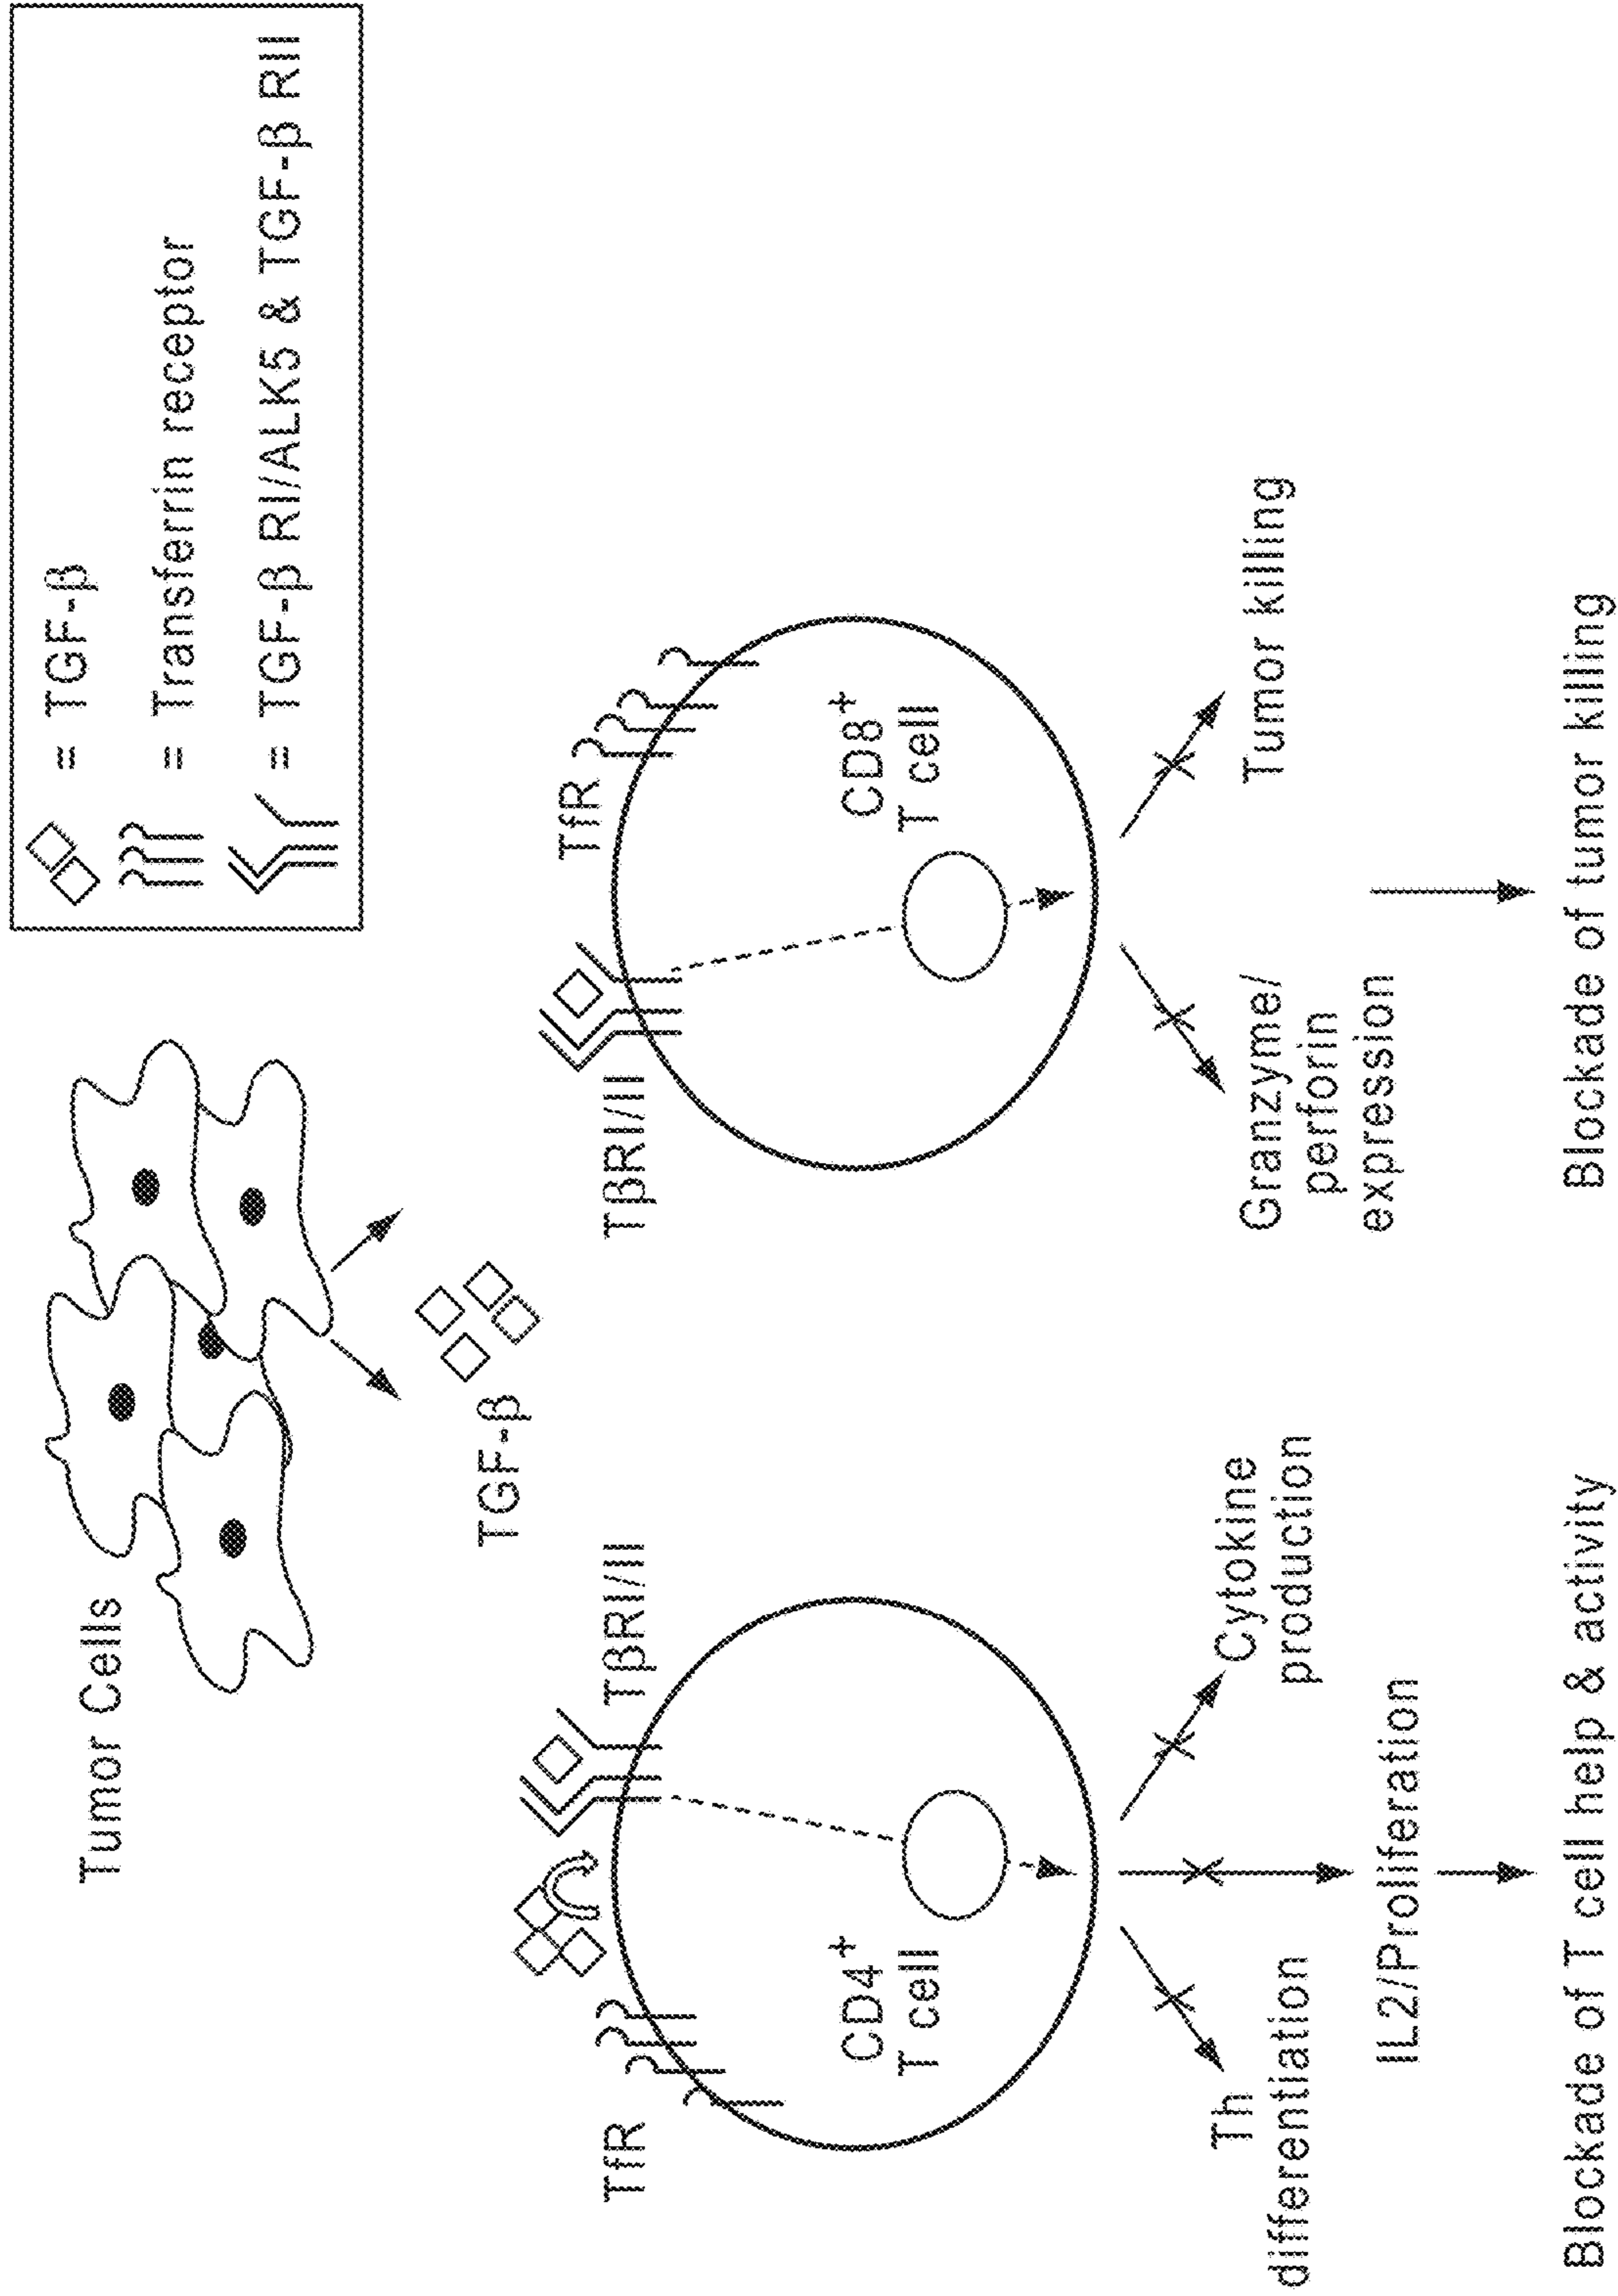 Tumor Cells
= TGF-β
= Transferrin receptor
= TGF-β RI/ALK5 & TGF-β RII
TGF-β
TfR
TβRI/II
TβRI/II
TfR
CD4+
T cell
CD8+
T cell
Th
differentiation
Cytokine
production
IL2/Proliferation
Granzyme/
perforin
expression
Tumor killing
Blockade of T cell help & activity
Blockade of tumor killing